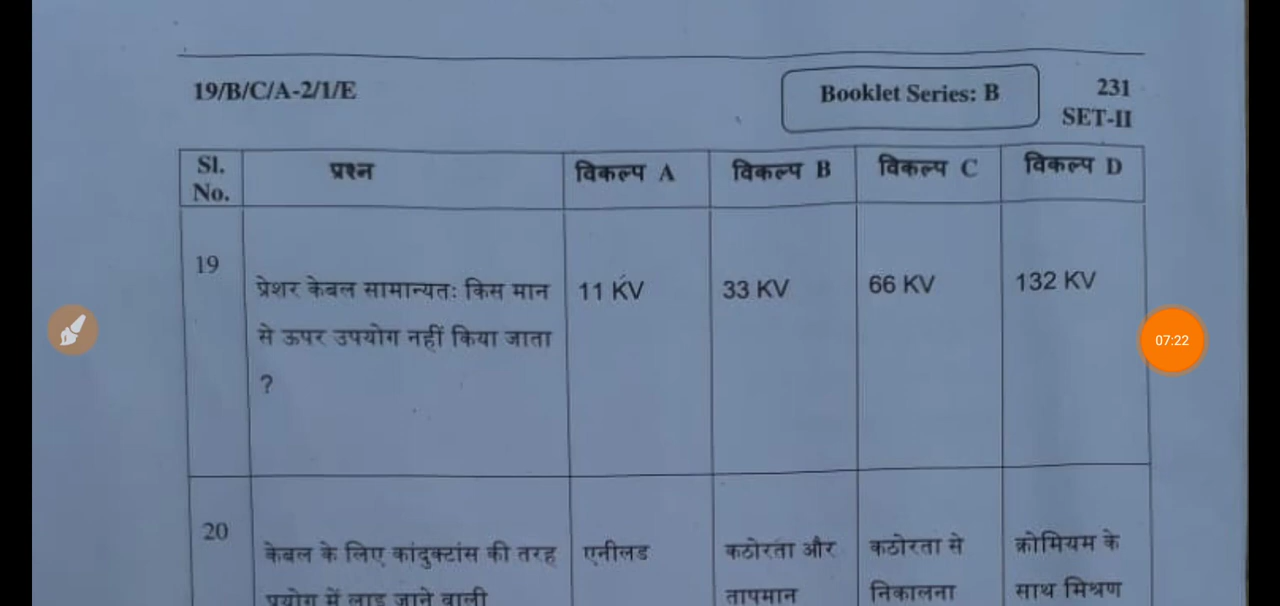 19/B/C/A-2/1/E
Booklet Series: B
231
SET-II
Sl. No.
प्रश्न
विकल्प A
विकल्प B
विकल्प C
विकल्प D
19
प्रेशर केबल सामान्यतः किस मान
से ऊपर उपयोग नहीं किया जाता
?
11 KV
33 KV
66 KV
132 KV
07:22
20
केबल के लिए कांदुक्टांस की तरह
प्रयोग में लाइ जाने वाली
एनीलड
कठोरता और
तापमान
कठोरता से
निकालना
क्रोमियम के
साथ मिश्रण